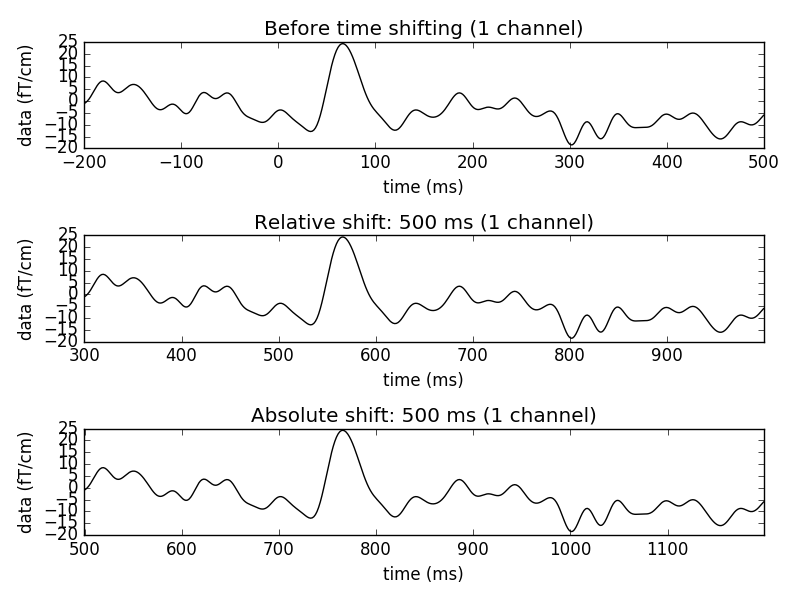 Before time shifting (1 channel)
data (fT/cm)
25
20
15
10
5
0
−5
−10
−15
−20
−200 −100 0 100 200 300 400 500
time (ms)
Relative shift: 500 ms (1 channel)
data (fT/cm)
25
20
15
10
5
0
−5
−10
−15
−20
300 400 500 600 700 800 900
time (ms)
Absolute shift: 500 ms (1 channel)
data (fT/cm)
25
20
15
10
5
0
−5
−10
−15
−20
500 600 700 800 900 1000 1100
time (ms)